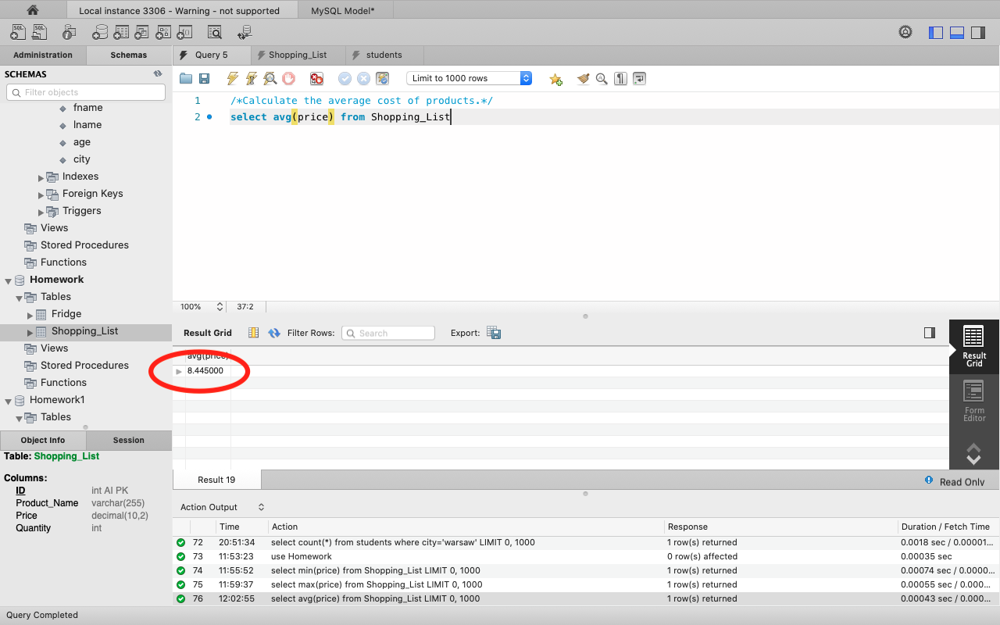 Local instance 3306 - Warning - not supported
MySQL Model*
Administration
Schemas
Query 5
Shopping_List
students
SCHEMAS
Filter objects
fname
lname
age
city
Indexes
Foreign Keys
Triggers
Views
Stored Procedures
Functions
Homework
Tables
Fridge
Shopping_List
Views
Stored Procedures
Functions
Homework1
Tables
Limit to 1000 rows
1 /*Calculate the average cost of products.*/
2 select avg(price) from Shopping_List
100% 37:2
Result Grid
Filter Rows:
Search
Export:
avg(price)
8.445000
Result
Grid
Form
Editor
Result 19
Read Only
Object Info
Session
Table: Shopping_List
Columns:
ID int AI PK
Product_Name varchar(255)
Price decimal(10,2)
Quantity int
Action Output
Time Action Response Duration / Fetch Time
72 20:51:34 select count(*) from students where city='warsaw' LIMIT 0, 1000 1 row(s) returned 0.0018 sec / 0.00001...
73 11:53:23 use Homework 0 row(s) affected 0.00035 sec
74 11:55:52 select min(price) from Shopping_List LIMIT 0, 1000 1 row(s) returned 0.00074 sec / 0.000...
75 11:59:37 select max(price) from Shopping_List LIMIT 0, 1000 1 row(s) returned 0.00055 sec / 0.000...
76 12:02:55 select avg(price) from Shopping_List LIMIT 0, 1000 1 row(s) returned 0.00043 sec / 0.000...
Query Completed